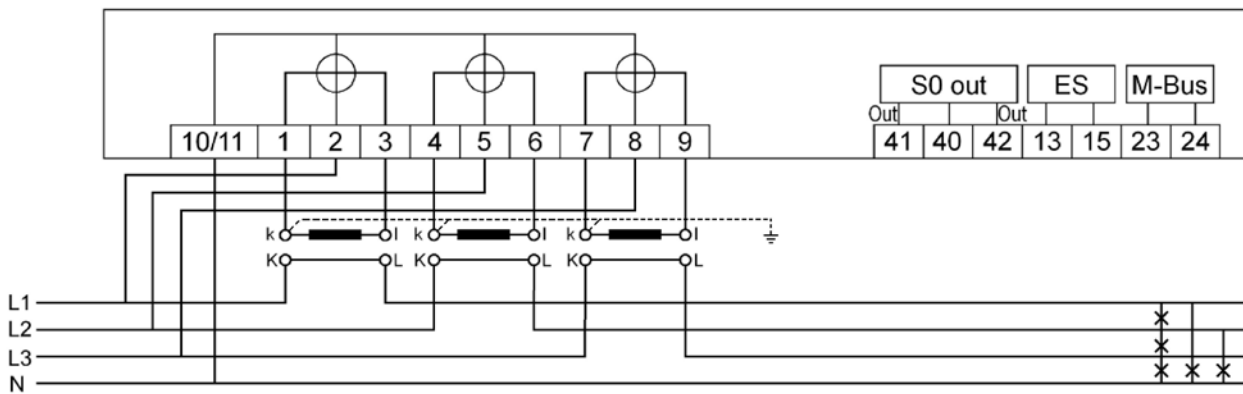 S0 out ES M-Bus
Out Out
10/11 1 2 3 4 5 6 7 8 9 41 40 42 13 15 23 24
k l k l k l
K L K L K L
L1
L2
L3
N